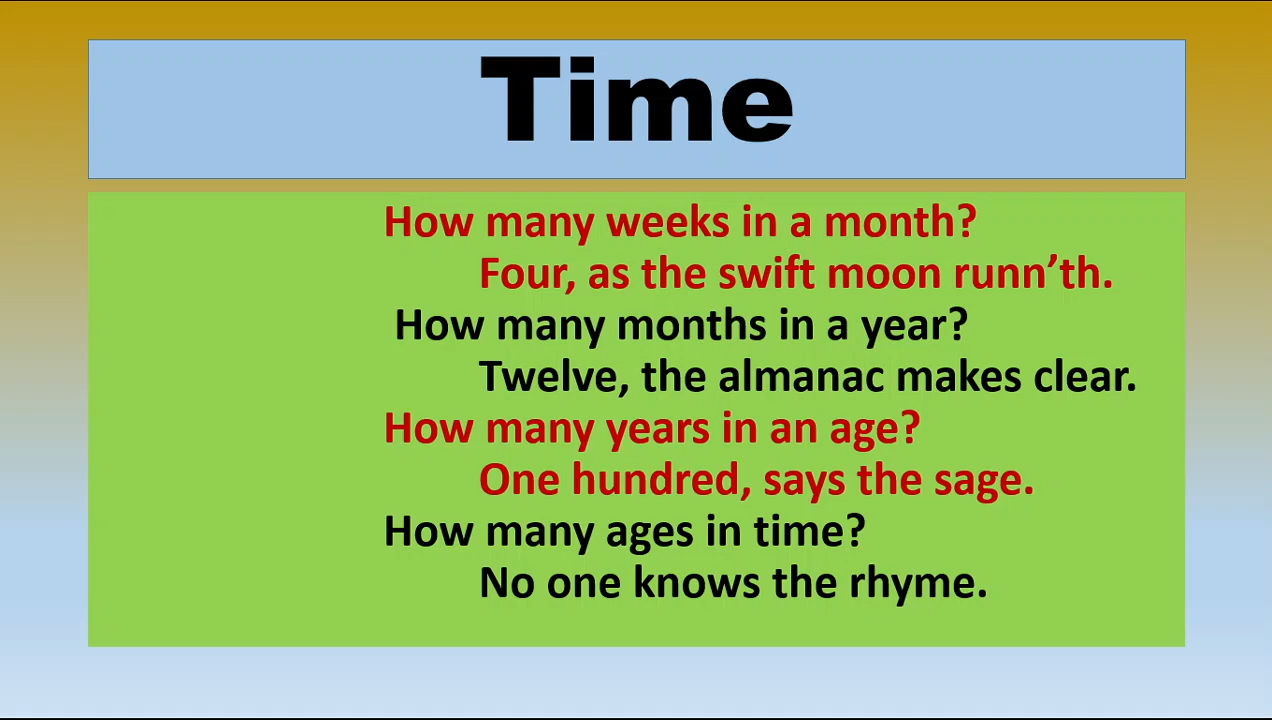 Time
How many weeks in a month?
Four, as the swift moon runn’th.
How many months in a year?
Twelve, the almanac makes clear.
How many years in an age?
One hundred, says the sage.
How many ages in time?
No one knows the rhyme.